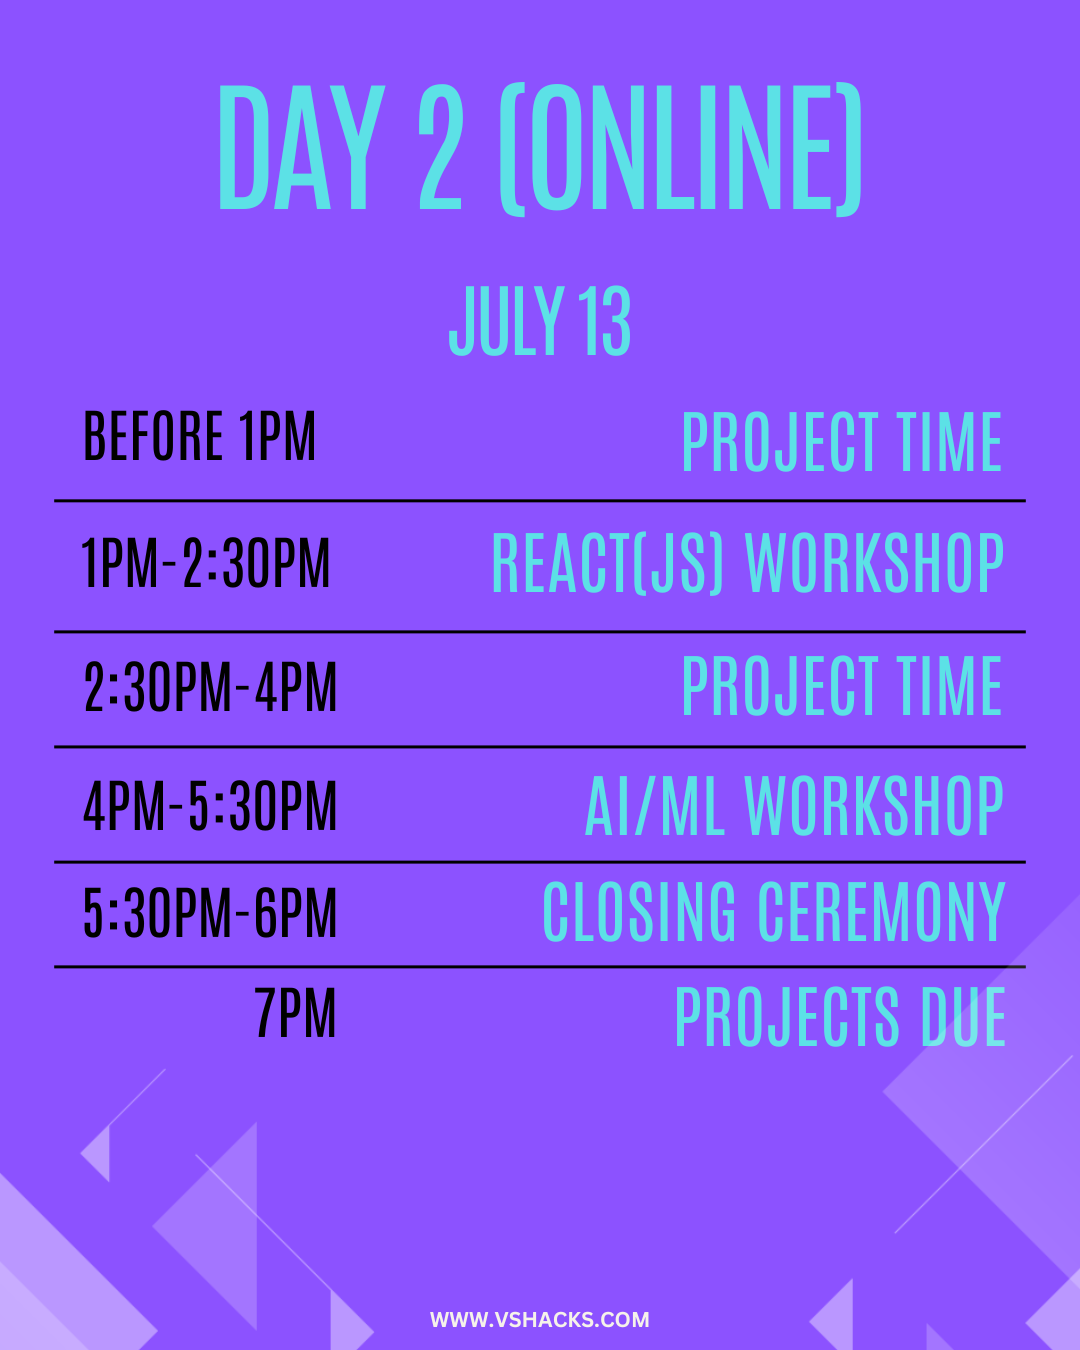 DAY 2 (ONLINE)
JULY 13
BEFORE 1PM PROJECT TIME
1PM-2:30PM REACT(JS) WORKSHOP
2:30PM-4PM PROJECT TIME
4PM-5:30PM AI/ML WORKSHOP
5:30PM-6PM CLOSING CEREMONY
7PM PROJECTS DUE
WWW.VSHACKS.COM